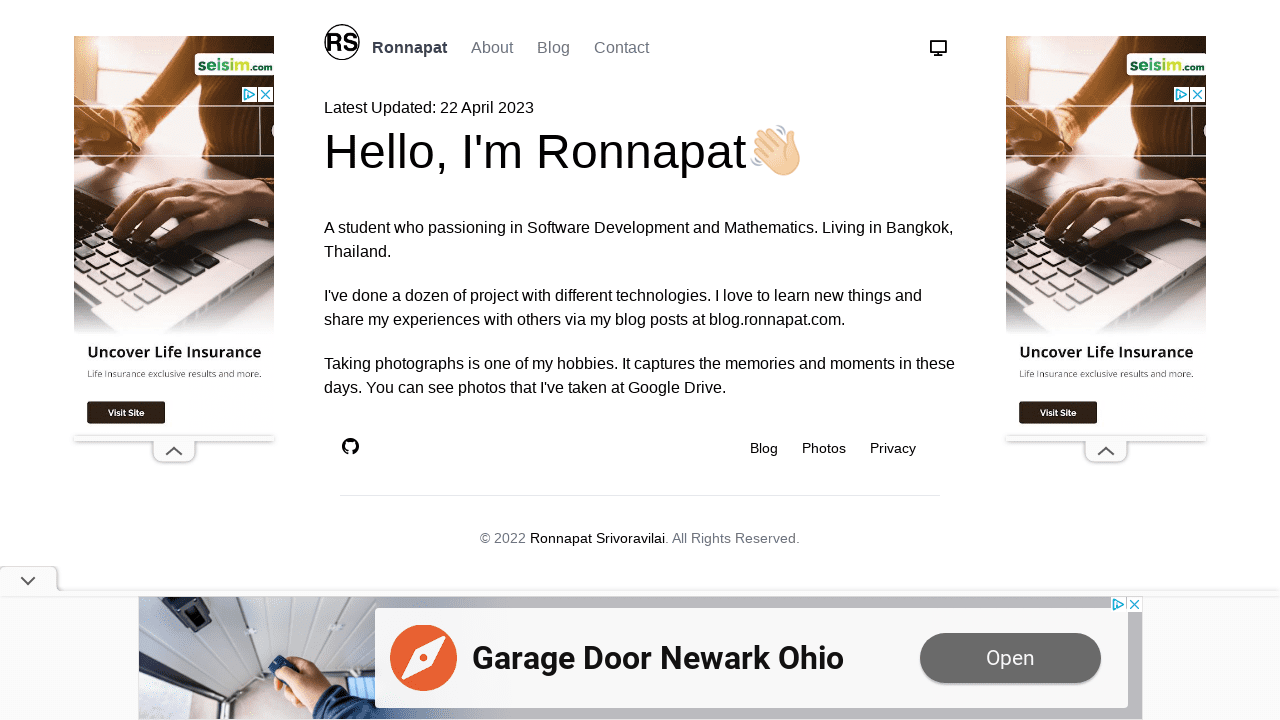 RS
Ronnapat About Blog Contact
Latest Updated: 22 April 2023
Hello, I'm Ronnapat👋🏻
A student who passioning in Software Development and Mathematics. Living in Bangkok,
Thailand.
I've done a dozen of project with different technologies. I love to learn new things and
share my experiences with others via my blog posts at blog.ronnapat.com.
Taking photographs is one of my hobbies. It captures the memories and moments in these
days. You can see photos that I've taken at Google Drive.
Blog Photos Privacy
© 2022 Ronnapat Srivoravilai. All Rights Reserved.
seisim.com
Uncover Life Insurance
Life Insurance exclusive results and more.
Visit Site
seisim.com
Uncover Life Insurance
Life Insurance exclusive results and more.
Visit Site
Garage Door Newark Ohio
Open